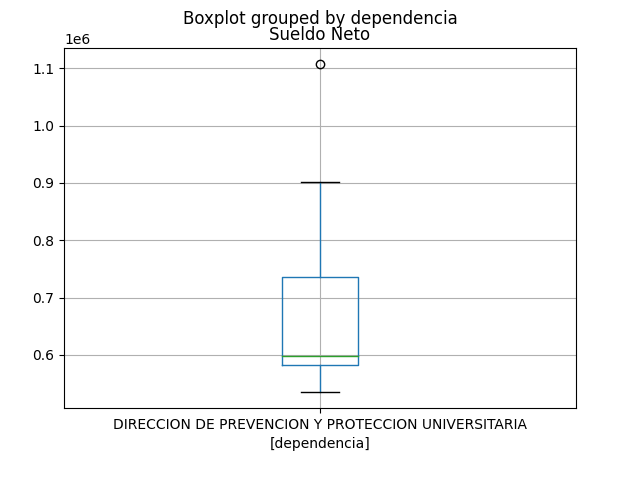 Boxplot grouped by dependencia
Sueldo Neto
1e6
1.1
1.0
0.9
0.8
0.7
0.6
DIRECCION DE PREVENCION Y PROTECCION UNIVERSITARIA
[dependencia]